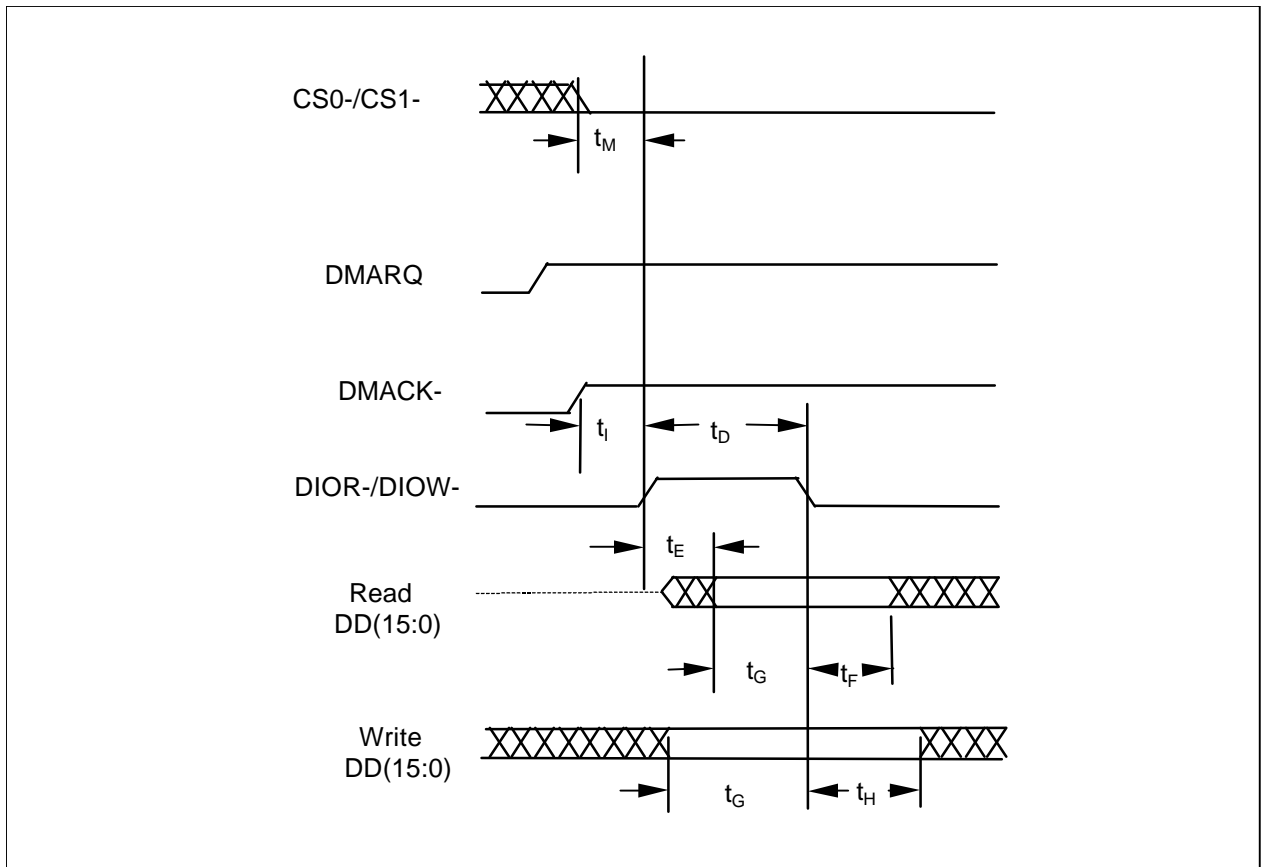 CS0-/CS1-
tM
DMARQ
DMACK-
tI
tD
DIOR-/DIOW-
tE
Read
DD(15:0)
tG
tF
Write
DD(15:0)
tG
tH